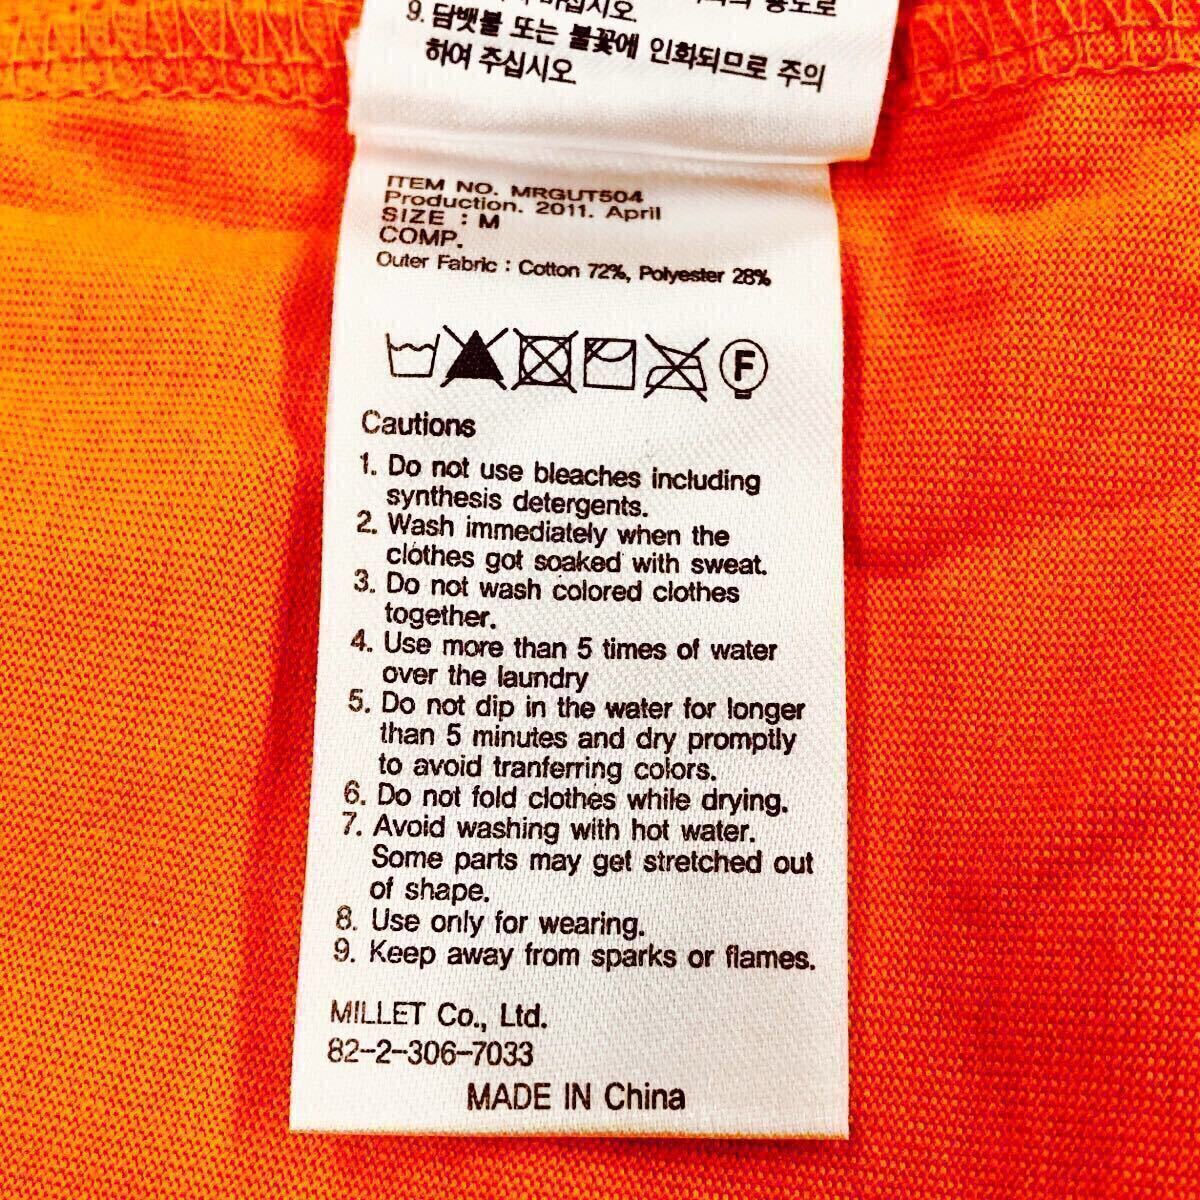 9. 담뱃불 또는 불꽃에 인화되므로 주의
하여 주십시오.
ITEM NO. MRGUT504
Production. 2011. April
SIZE : M
COMP.
Outer Fabric : Cotton 72%, Polyester 28%
F
Cautions
1. Do not use bleaches including
synthesis detergents.
2. Wash immediately when the
clothes got soaked with sweat.
3. Do not wash colored clothes
together.
4. Use more than 5 times of water
over the laundry
5. Do not dip in the water for longer
than 5 minutes and dry promptly
to avoid tranferring colors.
6. Do not fold clothes while drying.
7. Avoid washing with hot water.
Some parts may get stretched out
of shape.
8. Use only for wearing.
9. Keep away from sparks or flames.
MILLET Co., Ltd.
82-2-306-7033
MADE IN China